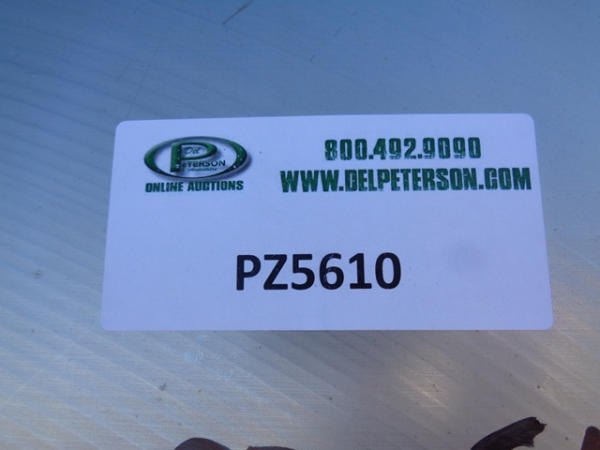 Del
PETERSON
ONLINE AUCTIONS
800.492.9090
WWW.DELPETERSON.COM
PZ5610